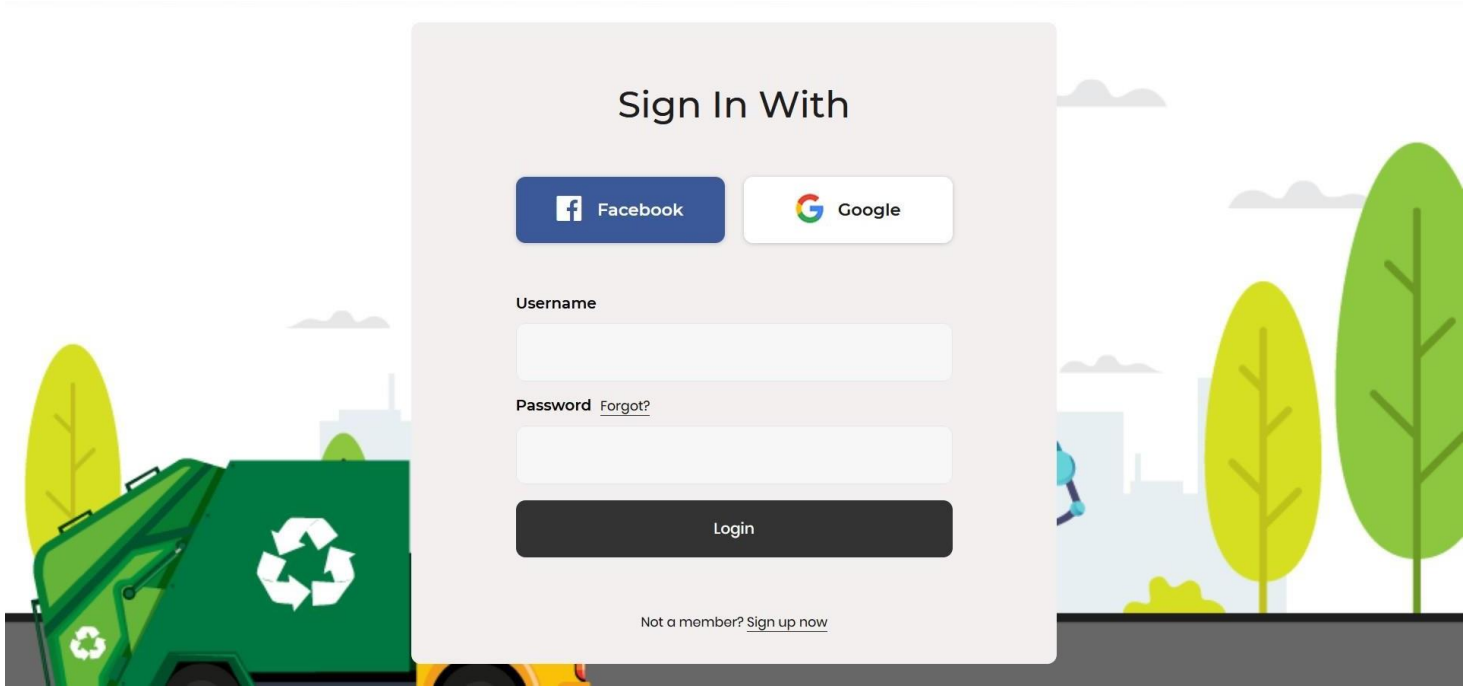 Sign In With
Facebook
Google
Username
Password Forgot?
Login
Not a member? Sign up now